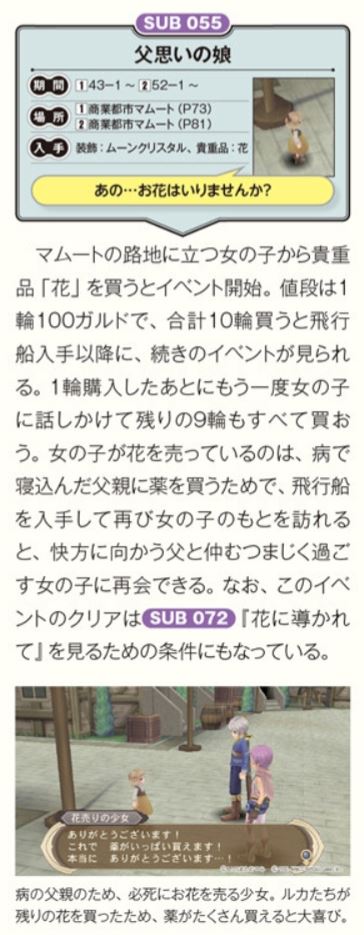 SUB 055
父思いの娘
期間 1 43－1 ～ 2 52－1 ～
場所 1 商業都市マムート（P73）
2 商業都市マムート（P81）
入手 装飾：ムーンクリスタル、貴重品：花
あの…お花はいりませんか？
マムートの路地に立つ女の子から貴重
品「花」を買うとイベント開始。値段は1
輪100ガルドで、合計10輪買うと飛行
船入手以降に、続きのイベントが見られ
る。1輪購入したあとにもう一度女の子
に話しかけて残りの9輪もすべて買お
う。女の子が花を売っているのは、病で
寝込んだ父親に薬を買うためで、飛行船
を入手して再び女の子のもとを訪れる
と、快方に向かう父と仲むつまじく過ご
す女の子に再会できる。なお、このイベ
ントのクリアは SUB 072 『花に導かれ
て』を見るための条件にもなっている。
花売りの少女
ありがとうございます！
これで　薬がいっぱい買えます！
本当に　ありがとうございます…！
病の父親のため、必死にお花を売る少女。ルカたちが
残りの花を買ったため、薬がたくさん買えると大喜び。